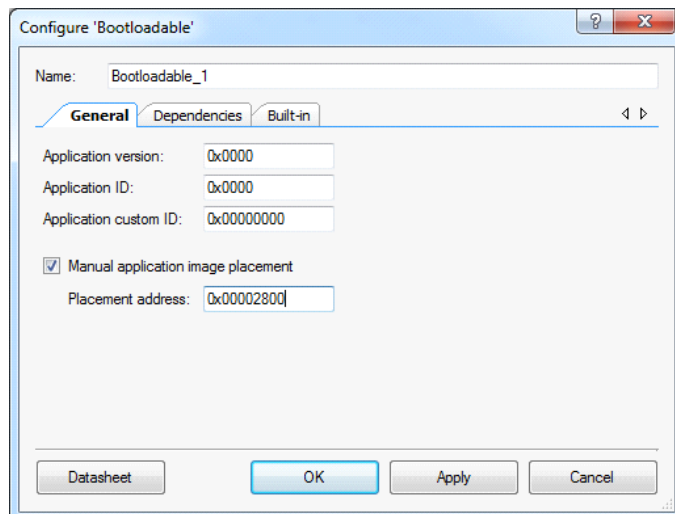 Configure 'Bootloadable'
Name: Bootloadable_1
General Dependencies Built-in
Application version: 0x0000
Application ID: 0x0000
Application custom ID: 0x00000000
Manual application image placement
Placement address: 0x00002800
Datasheet OK Apply Cancel